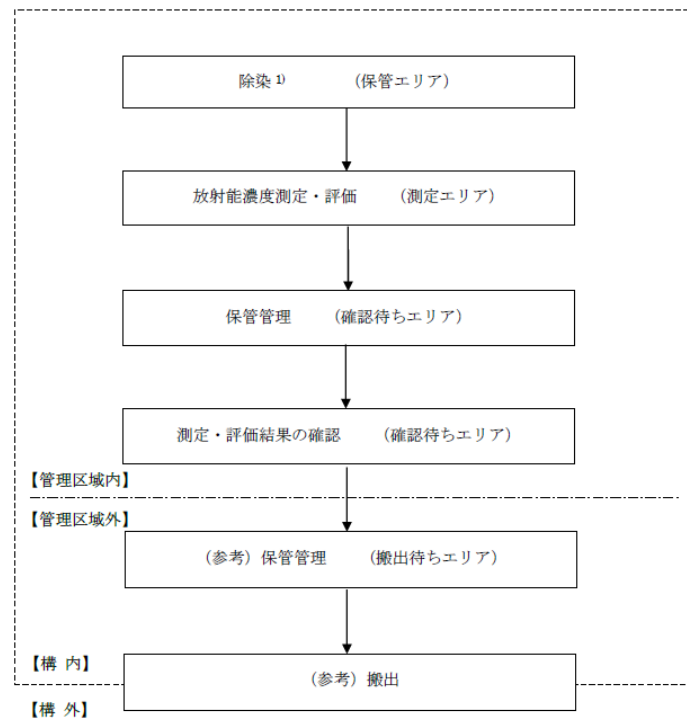 除染 1) （保管エリア）
放射能濃度測定・評価 （測定エリア）
保管管理 （確認待ちエリア）
測定・評価結果の確認 （確認待ちエリア）
【管理区域内】
【管理区域外】
(参考) 保管管理 （搬出待ちエリア）
【構 内】
(参考) 搬出
【構 外】